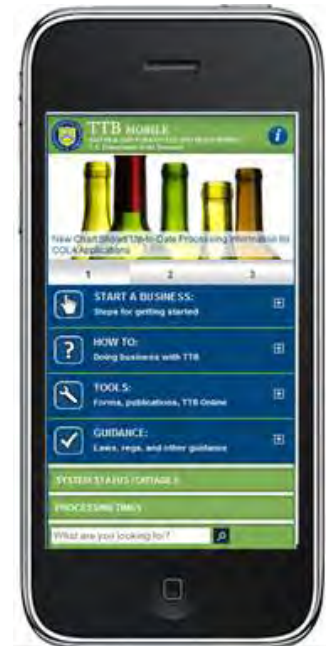 TTB MOBILE
i
New Chart Shows Up-to-Date Processing Information for
COLA Applications
1 2 3
START A BUSINESS:
Steps for getting started
HOW TO:
?
Doing business with TTB
TOOLS:
Forms, publications, TTB Online
GUIDANCE:
Laws, regs, and other guidance
SYSTEM STATUS/OUTAGES
PROCESSING TIMES
What are you looking for?